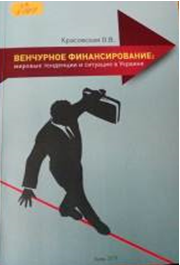 Красовская О.В.
ВЕНЧУРНОЕ ФИНАНСИРОВАНИЕ:
мировые тенденции и ситуация в Украине